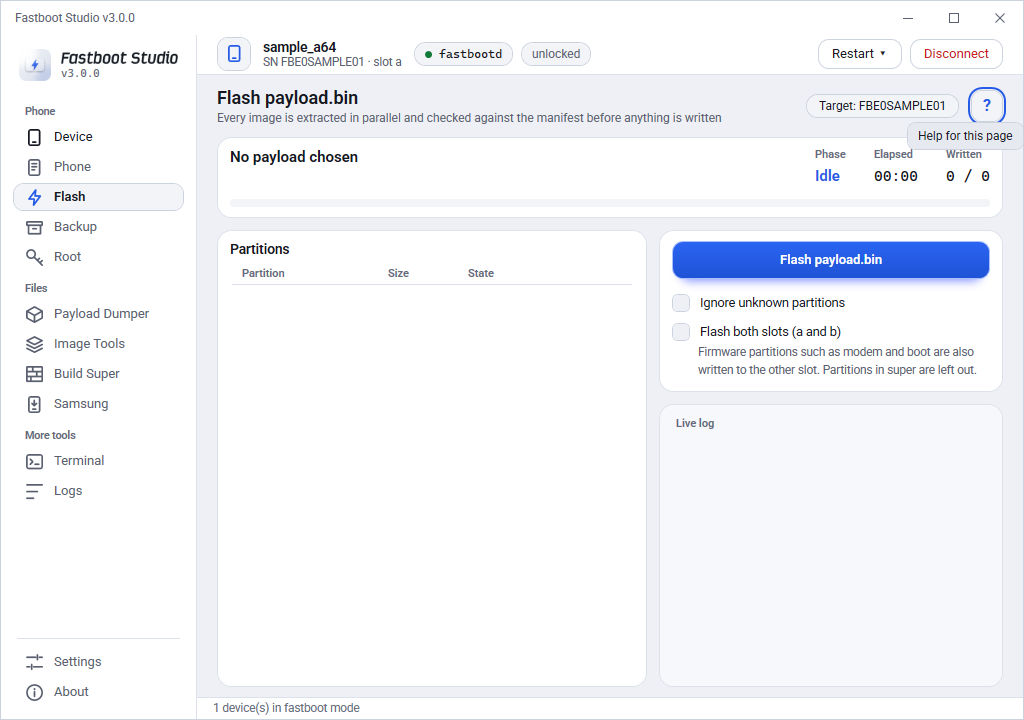 Fastboot Studio v3.0.0
Fastboot Studio
v3.0.0
Phone
Device
Phone
Flash
Backup
Root
Files
Payload Dumper
Image Tools
Build Super
Samsung
More tools
Terminal
Logs
Settings
About
sample_a64
SN FBE0SAMPLE01 · slot a
fastbootd
unlocked
Restart
Disconnect
Flash payload.bin
Every image is extracted in parallel and checked against the manifest before anything is written
Target: FBE0SAMPLE01
?
Help for this page
No payload chosen
Phase Elapsed Written
Idle 00:00 0 / 0
Partitions
Partition Size State
Flash payload.bin
Ignore unknown partitions
Flash both slots (a and b)
Firmware partitions such as modem and boot are also
written to the other slot. Partitions in super are left out.
Live log
1 device(s) in fastboot mode